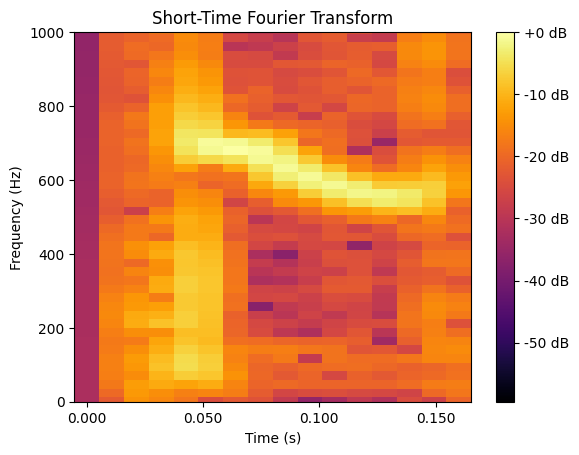 Short-Time Fourier Transform
1000
800
600
400
200
0
Frequency (Hz)
0.000
0.050
0.100
0.150
Time (s)
+0 dB
-10 dB
-20 dB
-30 dB
-40 dB
-50 dB